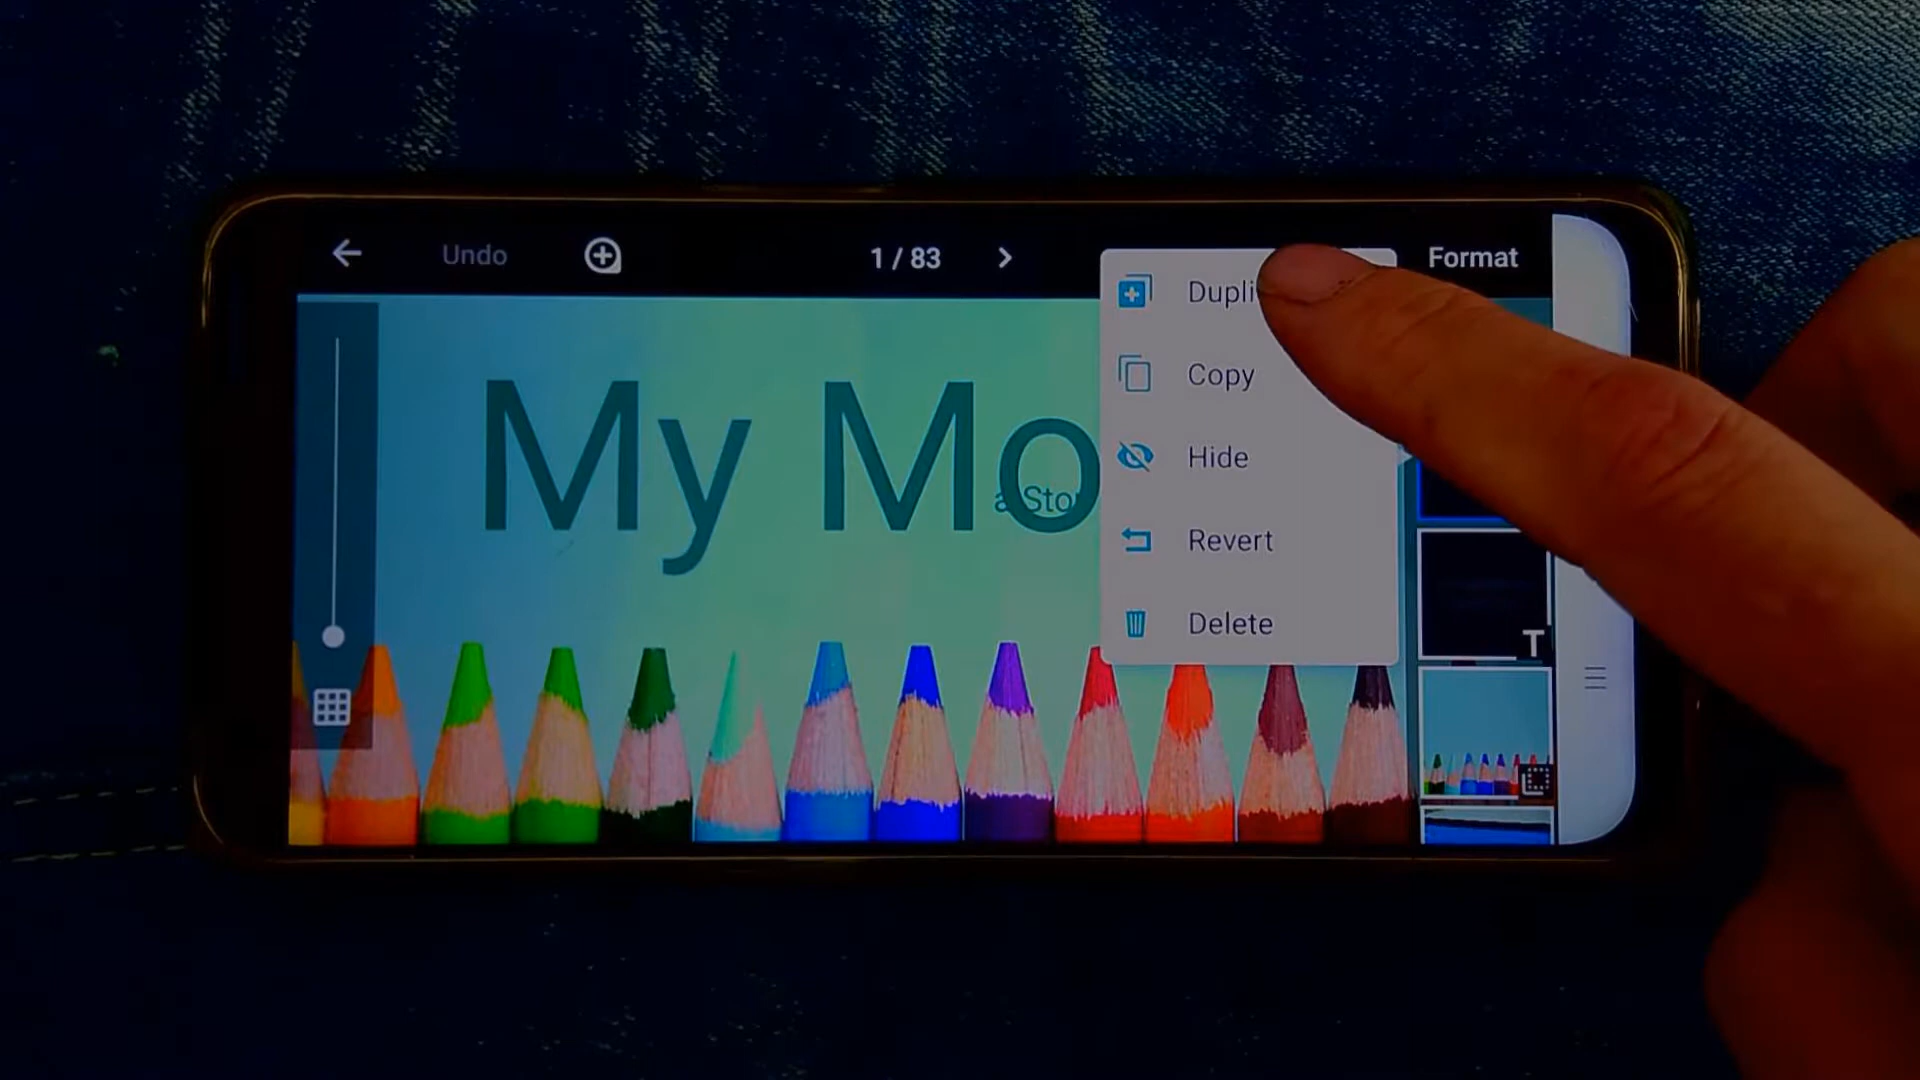 Undo
1 / 83
Format
Dupli
Copy
Hide
Revert
Delete
My Mo
a Sto
T